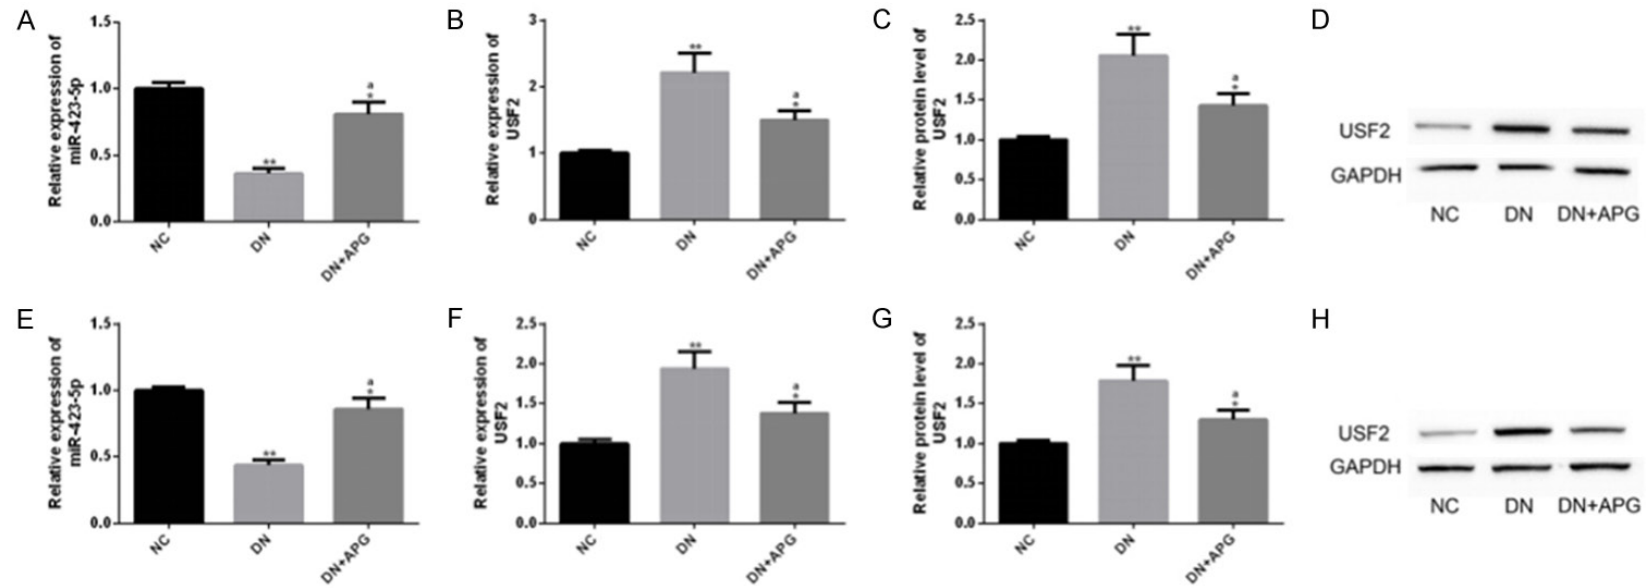 A
Relative expression of
miR-423-5p
1.5
1.0
0.5
0.0
**
a
*
NC
DN
DN+APG
B
Relative expression of
USF2
3
2
1
0
**
a
*
NC
DN
DN+APG
C
Relative protein level of
USF2
2.5
2.0
1.5
1.0
0.5
0.0
**
a
*
NC
DN
DN+APG
D
USF2
GAPDH
NC DN DN+APG
E
Relative expression of
miR-423-5p
1.5
1.0
0.5
0.0
**
a
*
NC
DN
DN+APG
F
Relative expression of
USF2
2.5
2.0
1.5
1.0
0.5
0.0
**
a
*
NC
DN
DN+APG
G
Relative protein level of
USF2
2.5
2.0
1.5
1.0
0.5
0.0
**
a
*
NC
DN
DN+APG
H
USF2
GAPDH
NC DN DN+APG